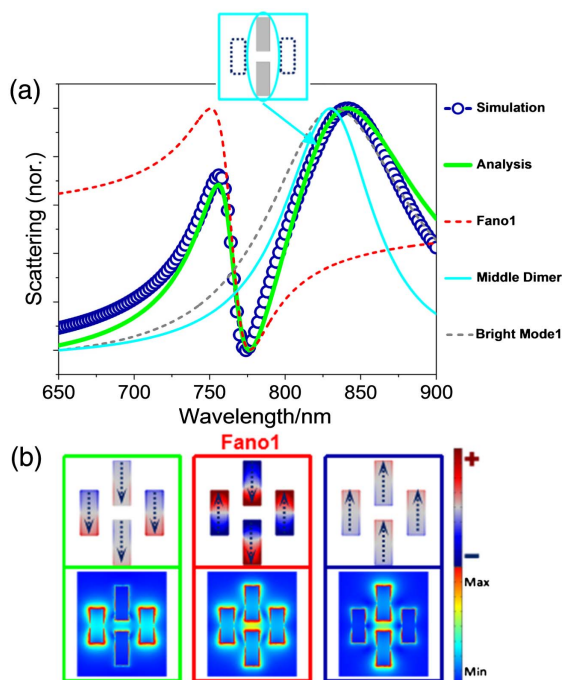 (a)
Scattering (nor.)
650 700 750 800 850 900
Wavelength/nm
Simulation
Analysis
Fano1
Middle Dimer
Bright Mode1
(b)
Fano1
+
−
Max
Min